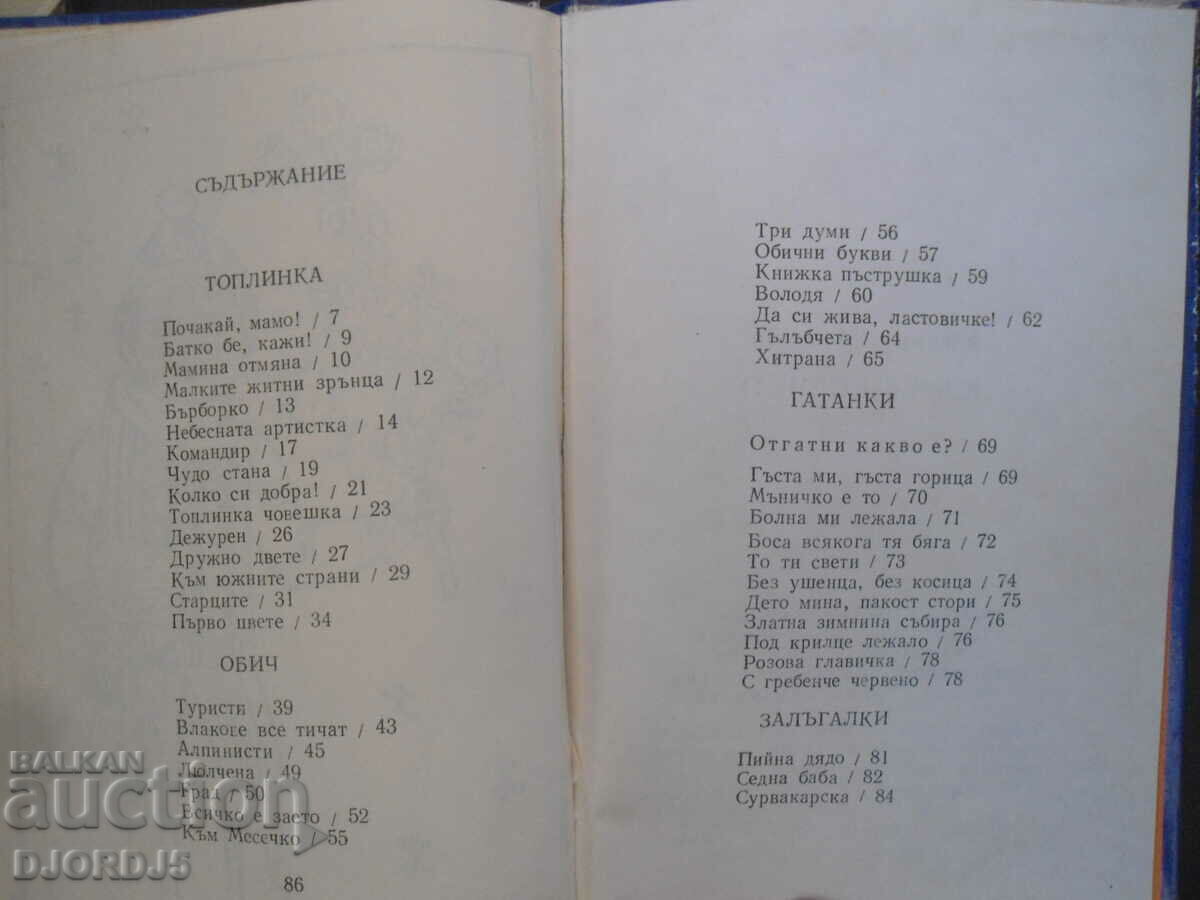 СЪДЪРЖАНИЕ
ТОПЛИНКА
Почакай, мамо! / 7
Батко бе, кажи! / 9
Мамина отмяна / 10
Малките житни зрънца / 12
Бърборко / 13
Небесната артистка / 14
Командир / 17
Чудо стана / 19
Колко си добра! / 21
Топлинка човешка / 23
Дежурен / 26
Дружно двете / 27
Към южните страни / 29
Старците / 31
Първо цвете / 34
ОБИЧ
Туристи / 39
Влакове все тичат / 43
Алпинисти / 45
Люлчена / 49
Град / 50
Всичко е заето / 52
Към Месечко / 55
86
Три думи / 56
Обични букви / 57
Книжка пъструшка / 59
Володя / 60
Да си жива, ластовичке! / 62
Гълъбчета / 64
Хитрана / 65
ГАТАНКИ
Отгатни какво е? / 69
Гъста ми, гъста горица / 69
Мъничко е то / 70
Болна ми лежала / 71
Боса всякога тя бяга / 72
То ти свети / 73
Без ушенца, без косица / 74
Дето мина, пакост стори / 75
Златна зимнина събира / 76
Под крилце лежало / 76
Розова главичка / 78
С гребенче червено / 78
ЗАЛЪГАЛКИ
Пийна дядо / 81
Седна баба / 82
Сурвакарска / 84
BALKAN
auction
DJORDJ5